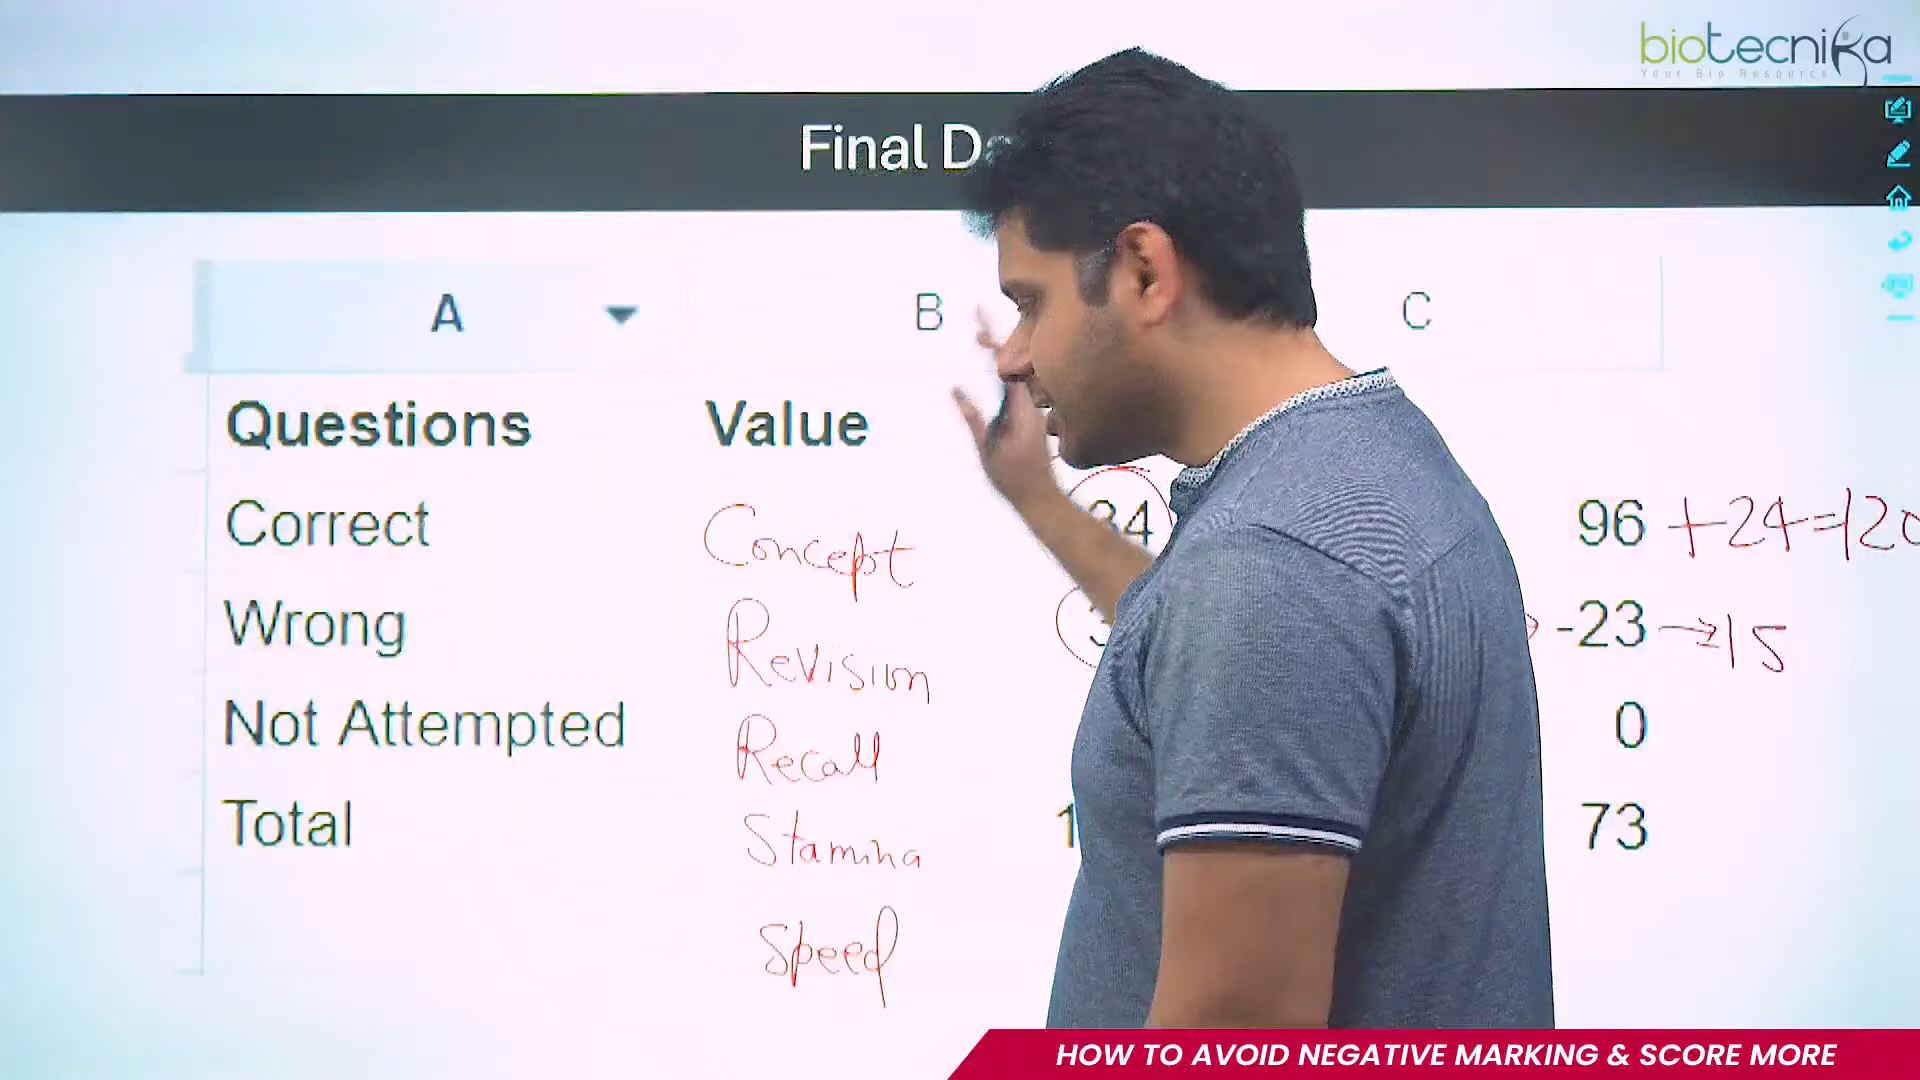 biotecnika
Your Bio Resource
Final
A B C
Questions Value
Correct Concept 34 96 +24=120
Wrong Revision -23 →15
Not Attempted Recall 0
Total Stamina 73
Speed
HOW TO AVOID NEGATIVE MARKING & SCORE MORE